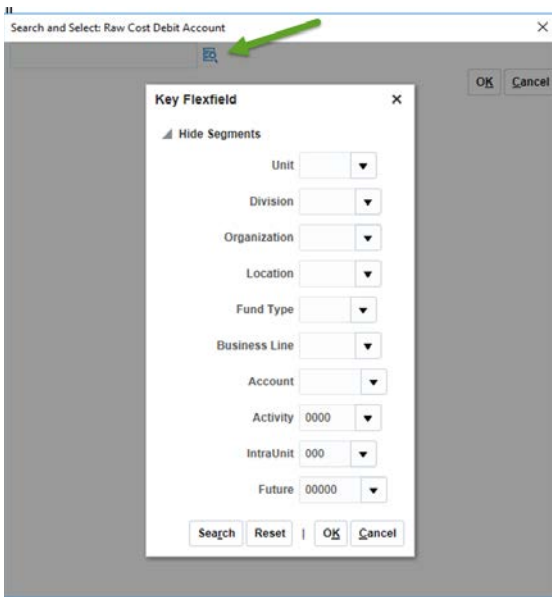 Search and Select: Raw Cost Debit Account
OK Cancel
Key Flexfield
Hide Segments
Unit
Division
Organization
Location
Fund Type
Business Line
Account
Activity 0000
IntraUnit 000
Future 00000
Search Reset | OK Cancel